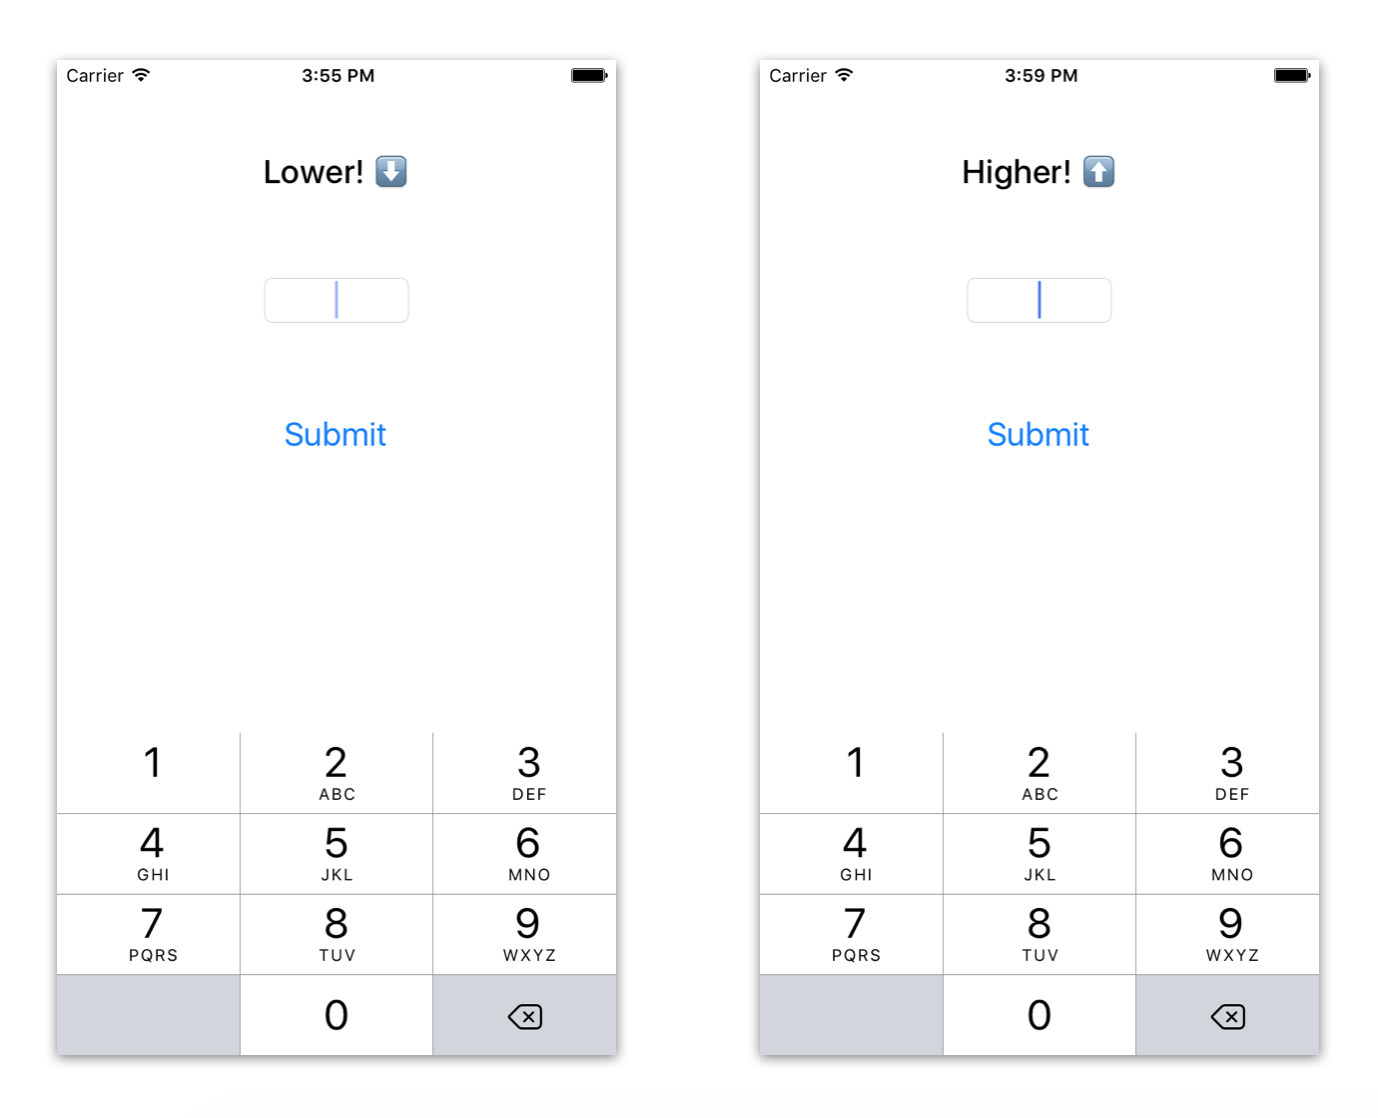 Carrier 3:55 PM
Lower! ⬇️
Submit
1 2 3
ABC DEF
4 5 6
GHI JKL MNO
7 8 9
PQRS TUV WXYZ
0
Carrier 3:59 PM
Higher! ⬆️
Submit
1 2 3
ABC DEF
4 5 6
GHI JKL MNO
7 8 9
PQRS TUV WXYZ
0